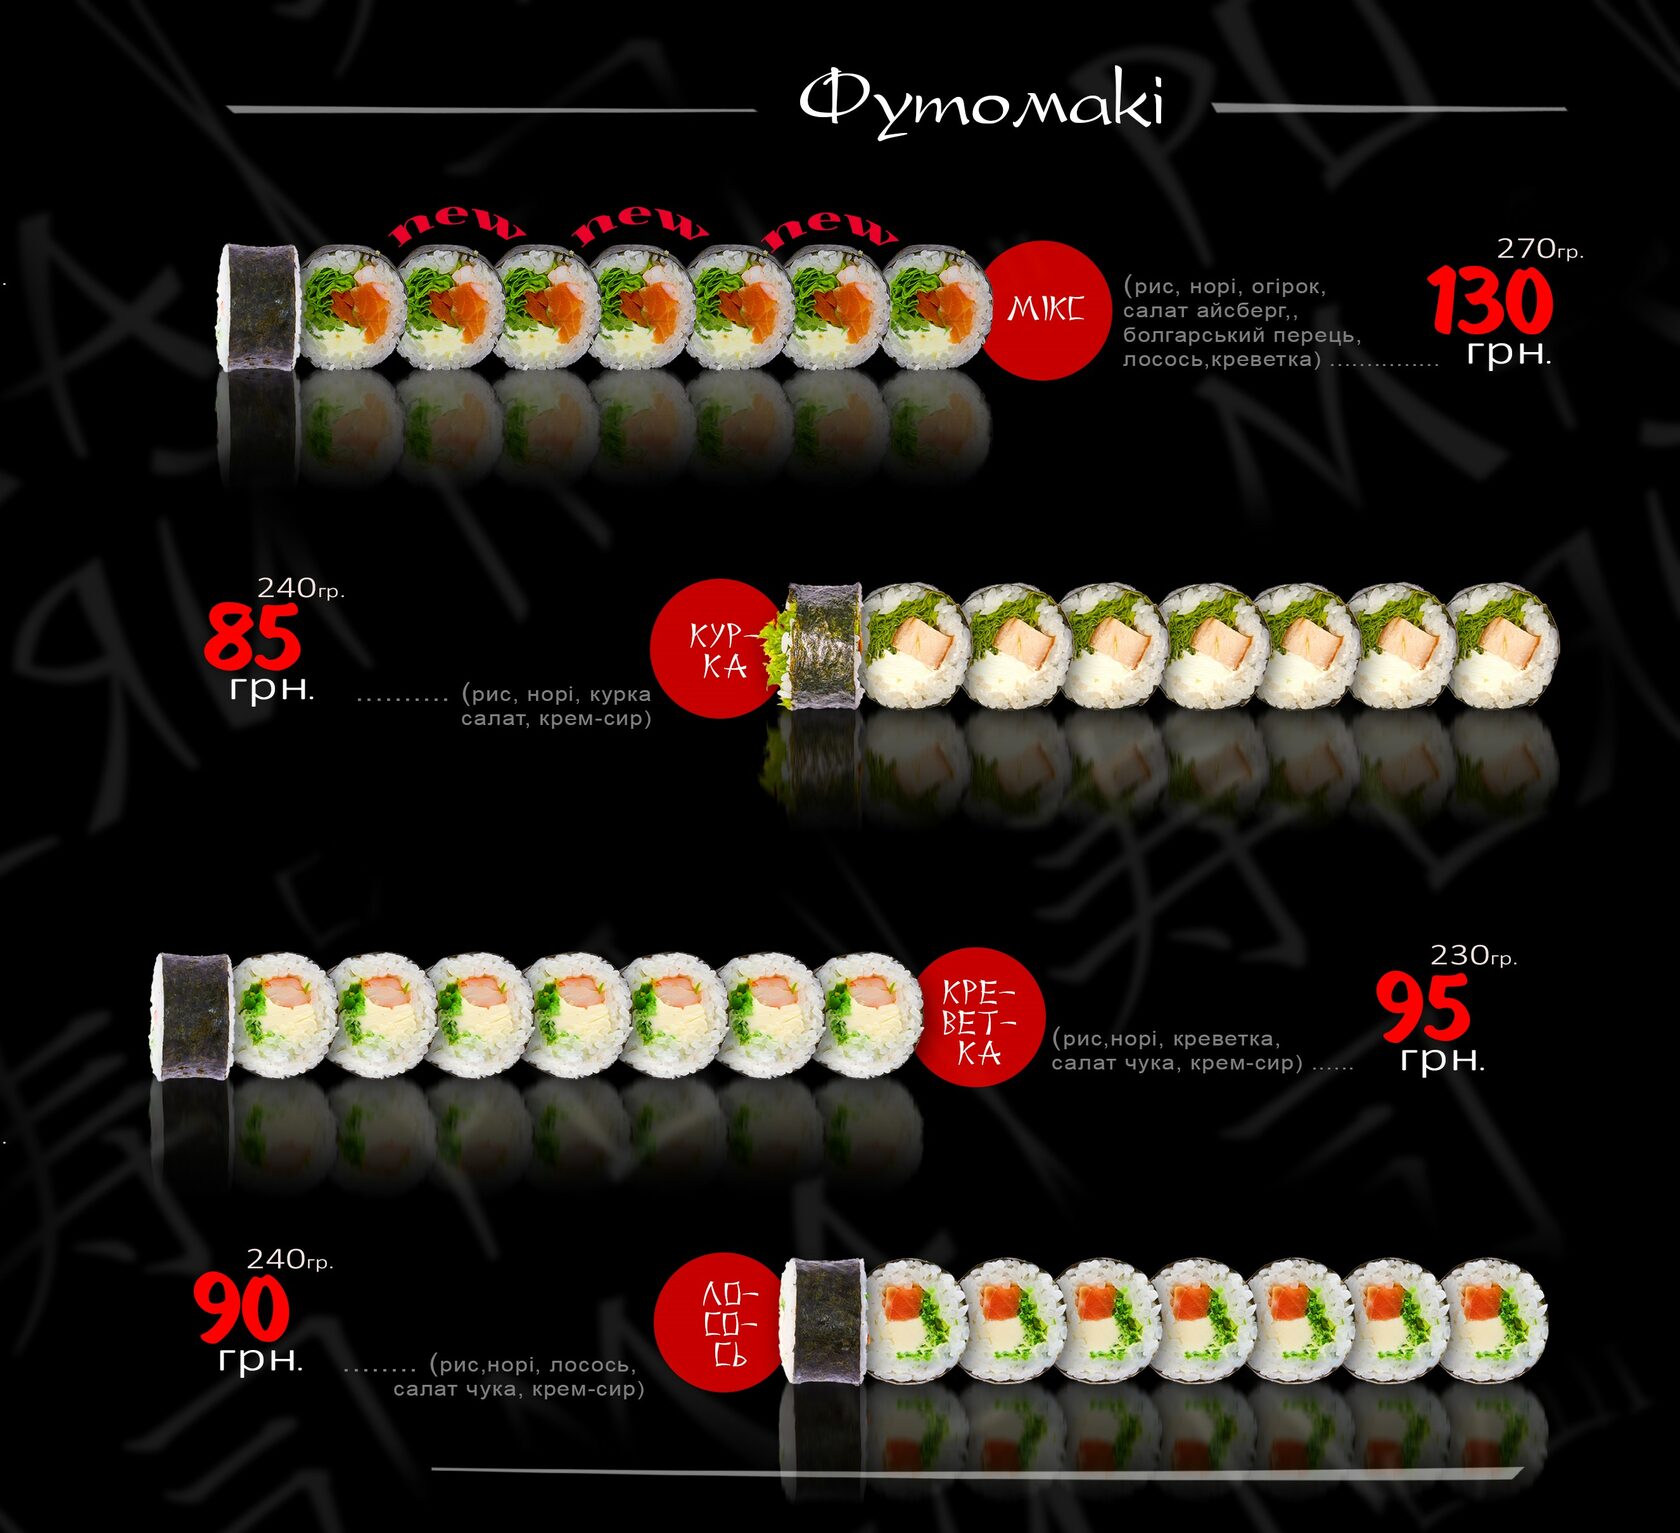 Футомакі
new new new
МІКС
(рис, норі, огірок,
салат айсберг,,
болгарський перець,
лосось,креветка) ...............
270гр.
130
грн.
240гр.
85
грн.
.......... (рис, норі, курка
салат, крем-сир)
КУР-
КА
КРЕ-
ВЕТ-
КА
(рис,норі, креветка,
салат чука, крем-сир) ......
230гр.
95
грн.
240гр.
90
грн.
........ (рис,норі, лосось,
салат чука, крем-сир)
ЛО-
СО-
СЬ